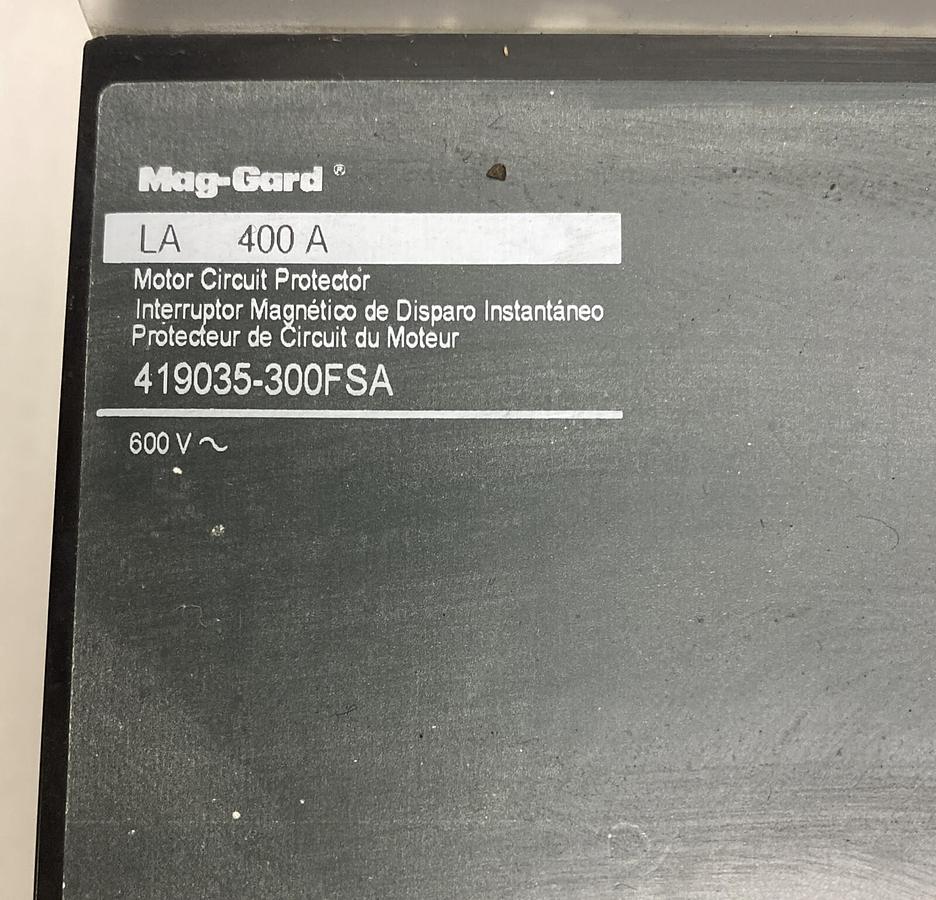 Mag-Gard ®
LA 400 A
Motor Circuit Protector
Interruptor Magnético de Disparo Instantáneo
Protecteur de Circuit du Moteur
419035-300FSA
600 V ~